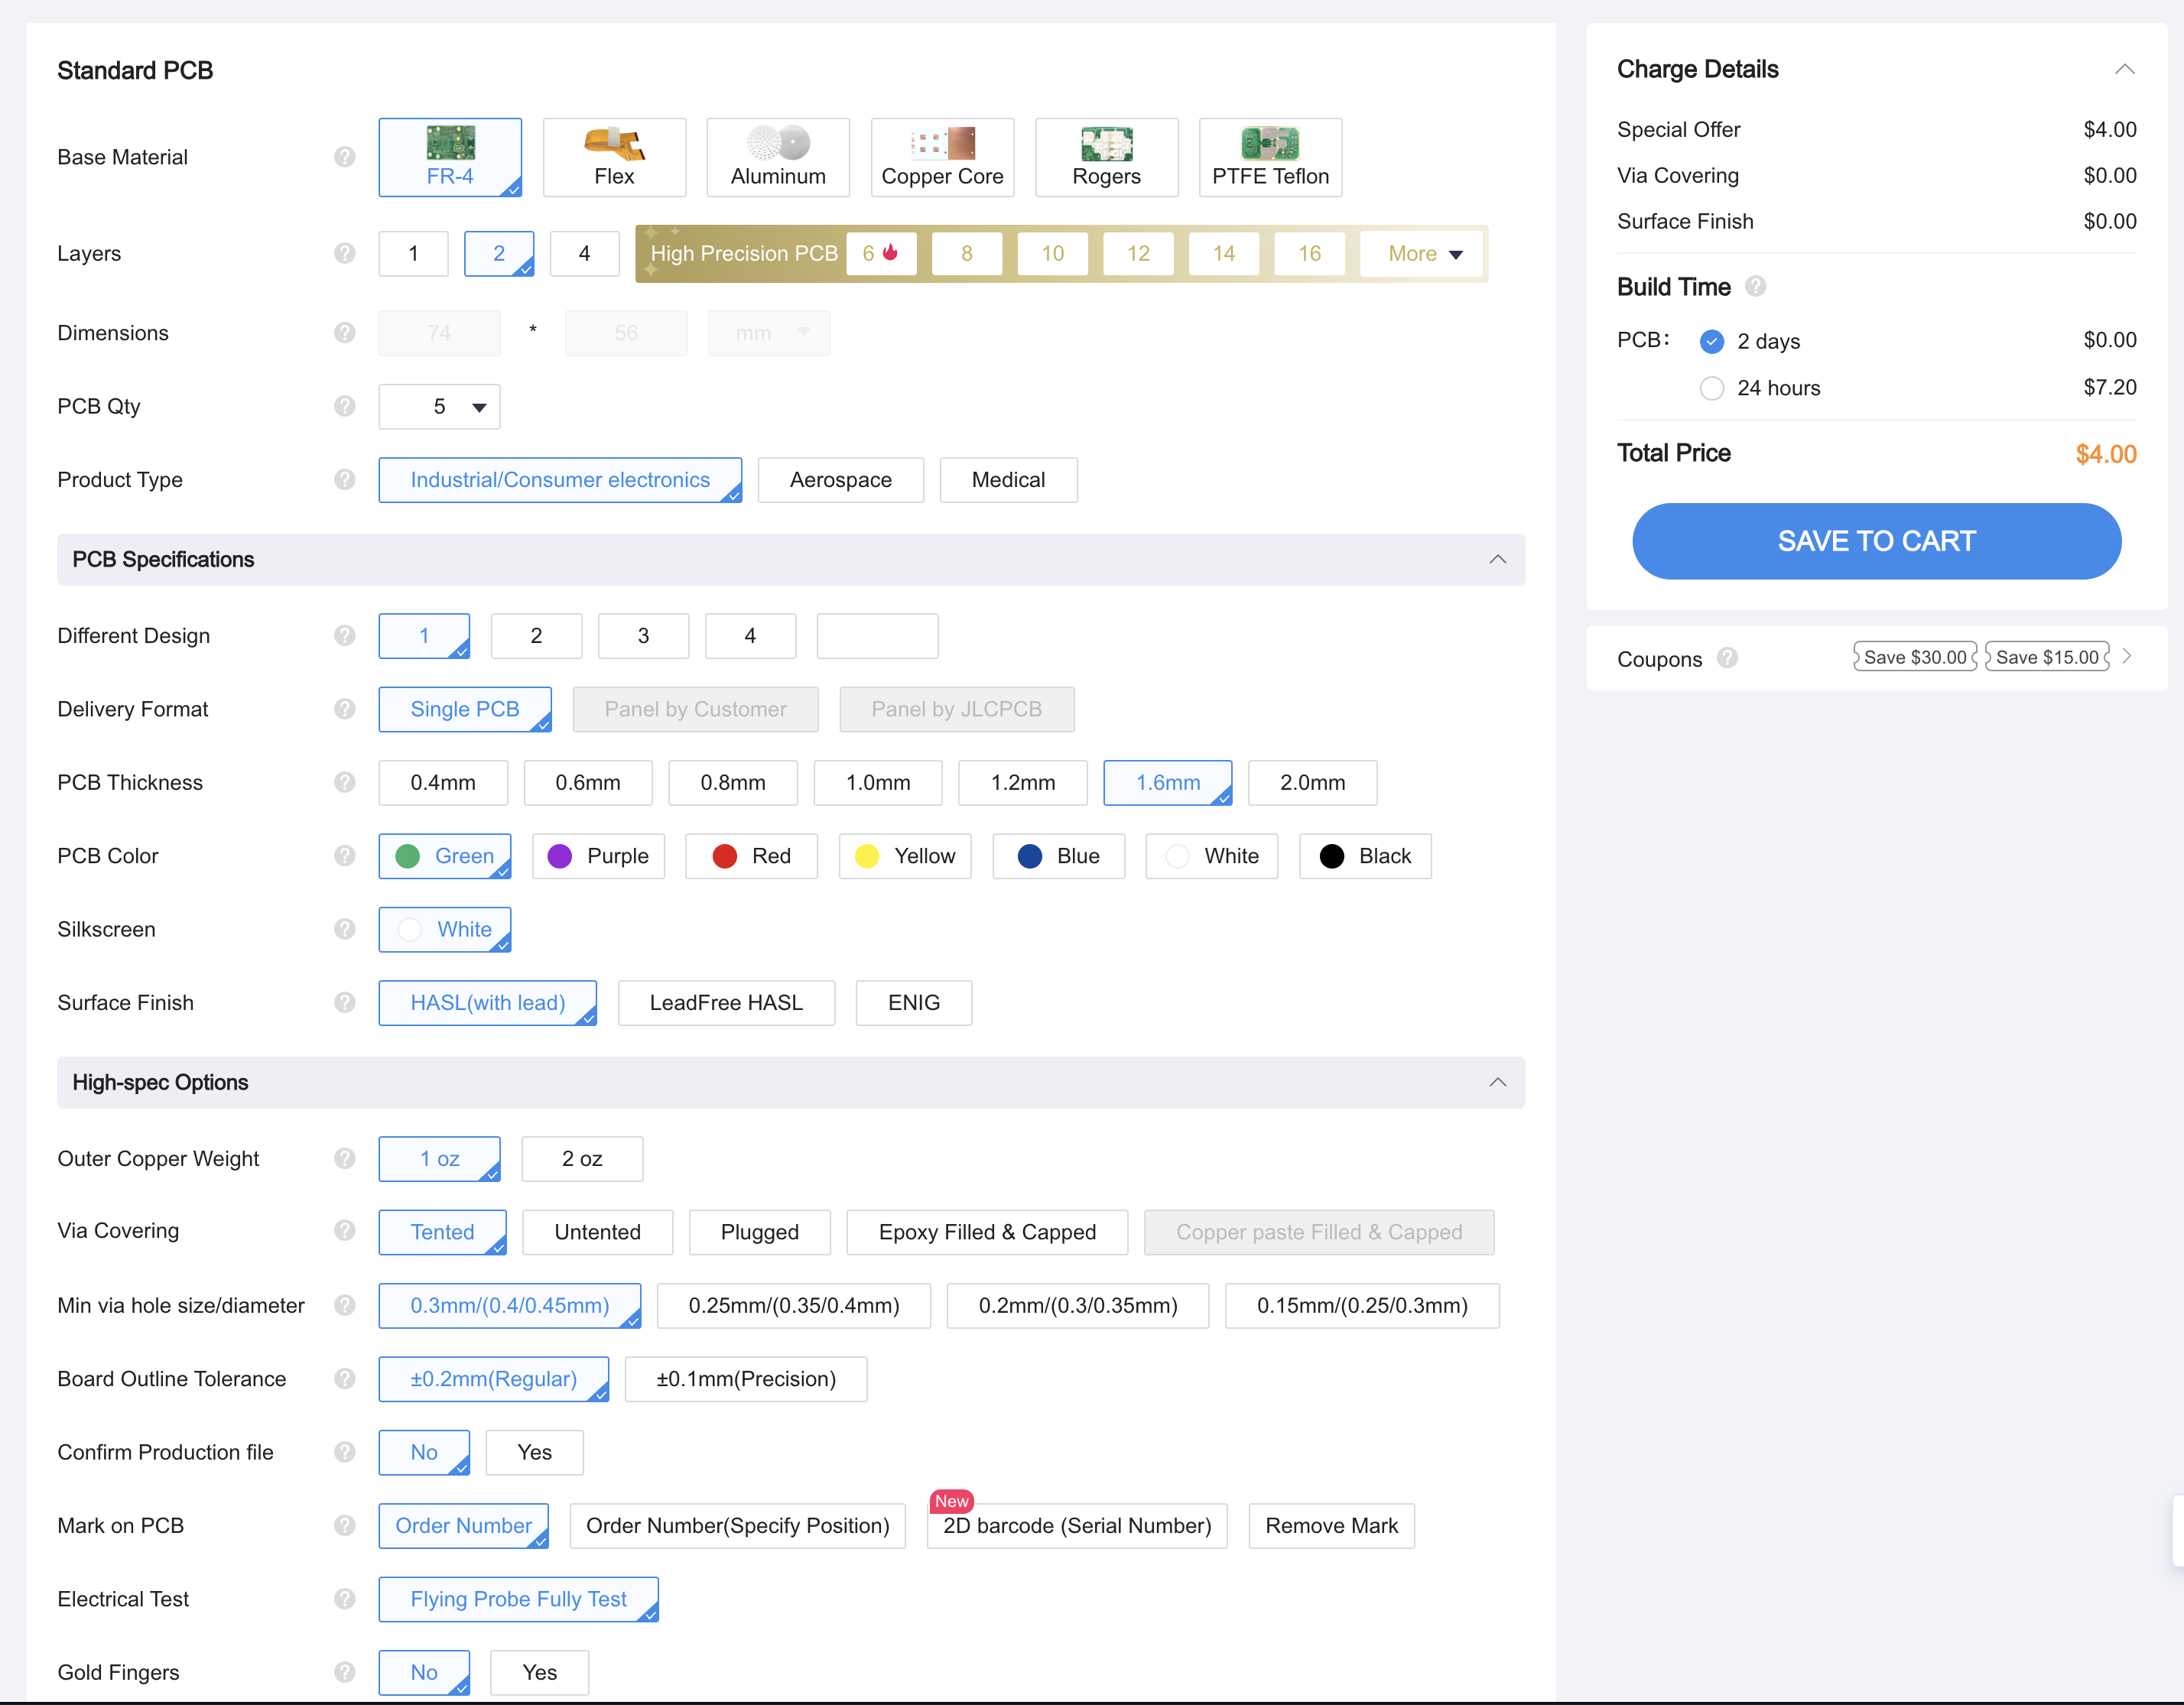 Standard PCB
Base Material ? FR-4 Flex Aluminum Copper Core Rogers PTFE Teflon
Layers ? 1 2 4 High Precision PCB 6 8 10 12 14 16 More
Dimensions ? 74 * 56 mm
PCB Qty ? 5
Product Type ? Industrial/Consumer electronics Aerospace Medical
PCB Specifications
Different Design ? 1 2 3 4
Delivery Format ? Single PCB Panel by Customer Panel by JLCPCB
PCB Thickness ? 0.4mm 0.6mm 0.8mm 1.0mm 1.2mm 1.6mm 2.0mm
PCB Color ? Green Purple Red Yellow Blue White Black
Silkscreen ? White
Surface Finish ? HASL(with lead) LeadFree HASL ENIG
High-spec Options
Outer Copper Weight ? 1 oz 2 oz
Via Covering ? Tented Untented Plugged Epoxy Filled & Capped Copper paste Filled & Capped
Min via hole size/diameter ? 0.3mm/(0.4/0.45mm) 0.25mm/(0.35/0.4mm) 0.2mm/(0.3/0.35mm) 0.15mm/(0.25/0.3mm)
Board Outline Tolerance ? ±0.2mm(Regular) ±0.1mm(Precision)
Confirm Production file ? No Yes
New
Mark on PCB ? Order Number Order Number(Specify Position) 2D barcode (Serial Number) Remove Mark
Electrical Test ? Flying Probe Fully Test
Gold Fingers ? No Yes
Charge Details
Special Offer $4.00
Via Covering $0.00
Surface Finish $0.00
Build Time ?
PCB: 2 days $0.00
24 hours $7.20
Total Price $4.00
SAVE TO CART
Coupons ? Save $30.00 Save $15.00